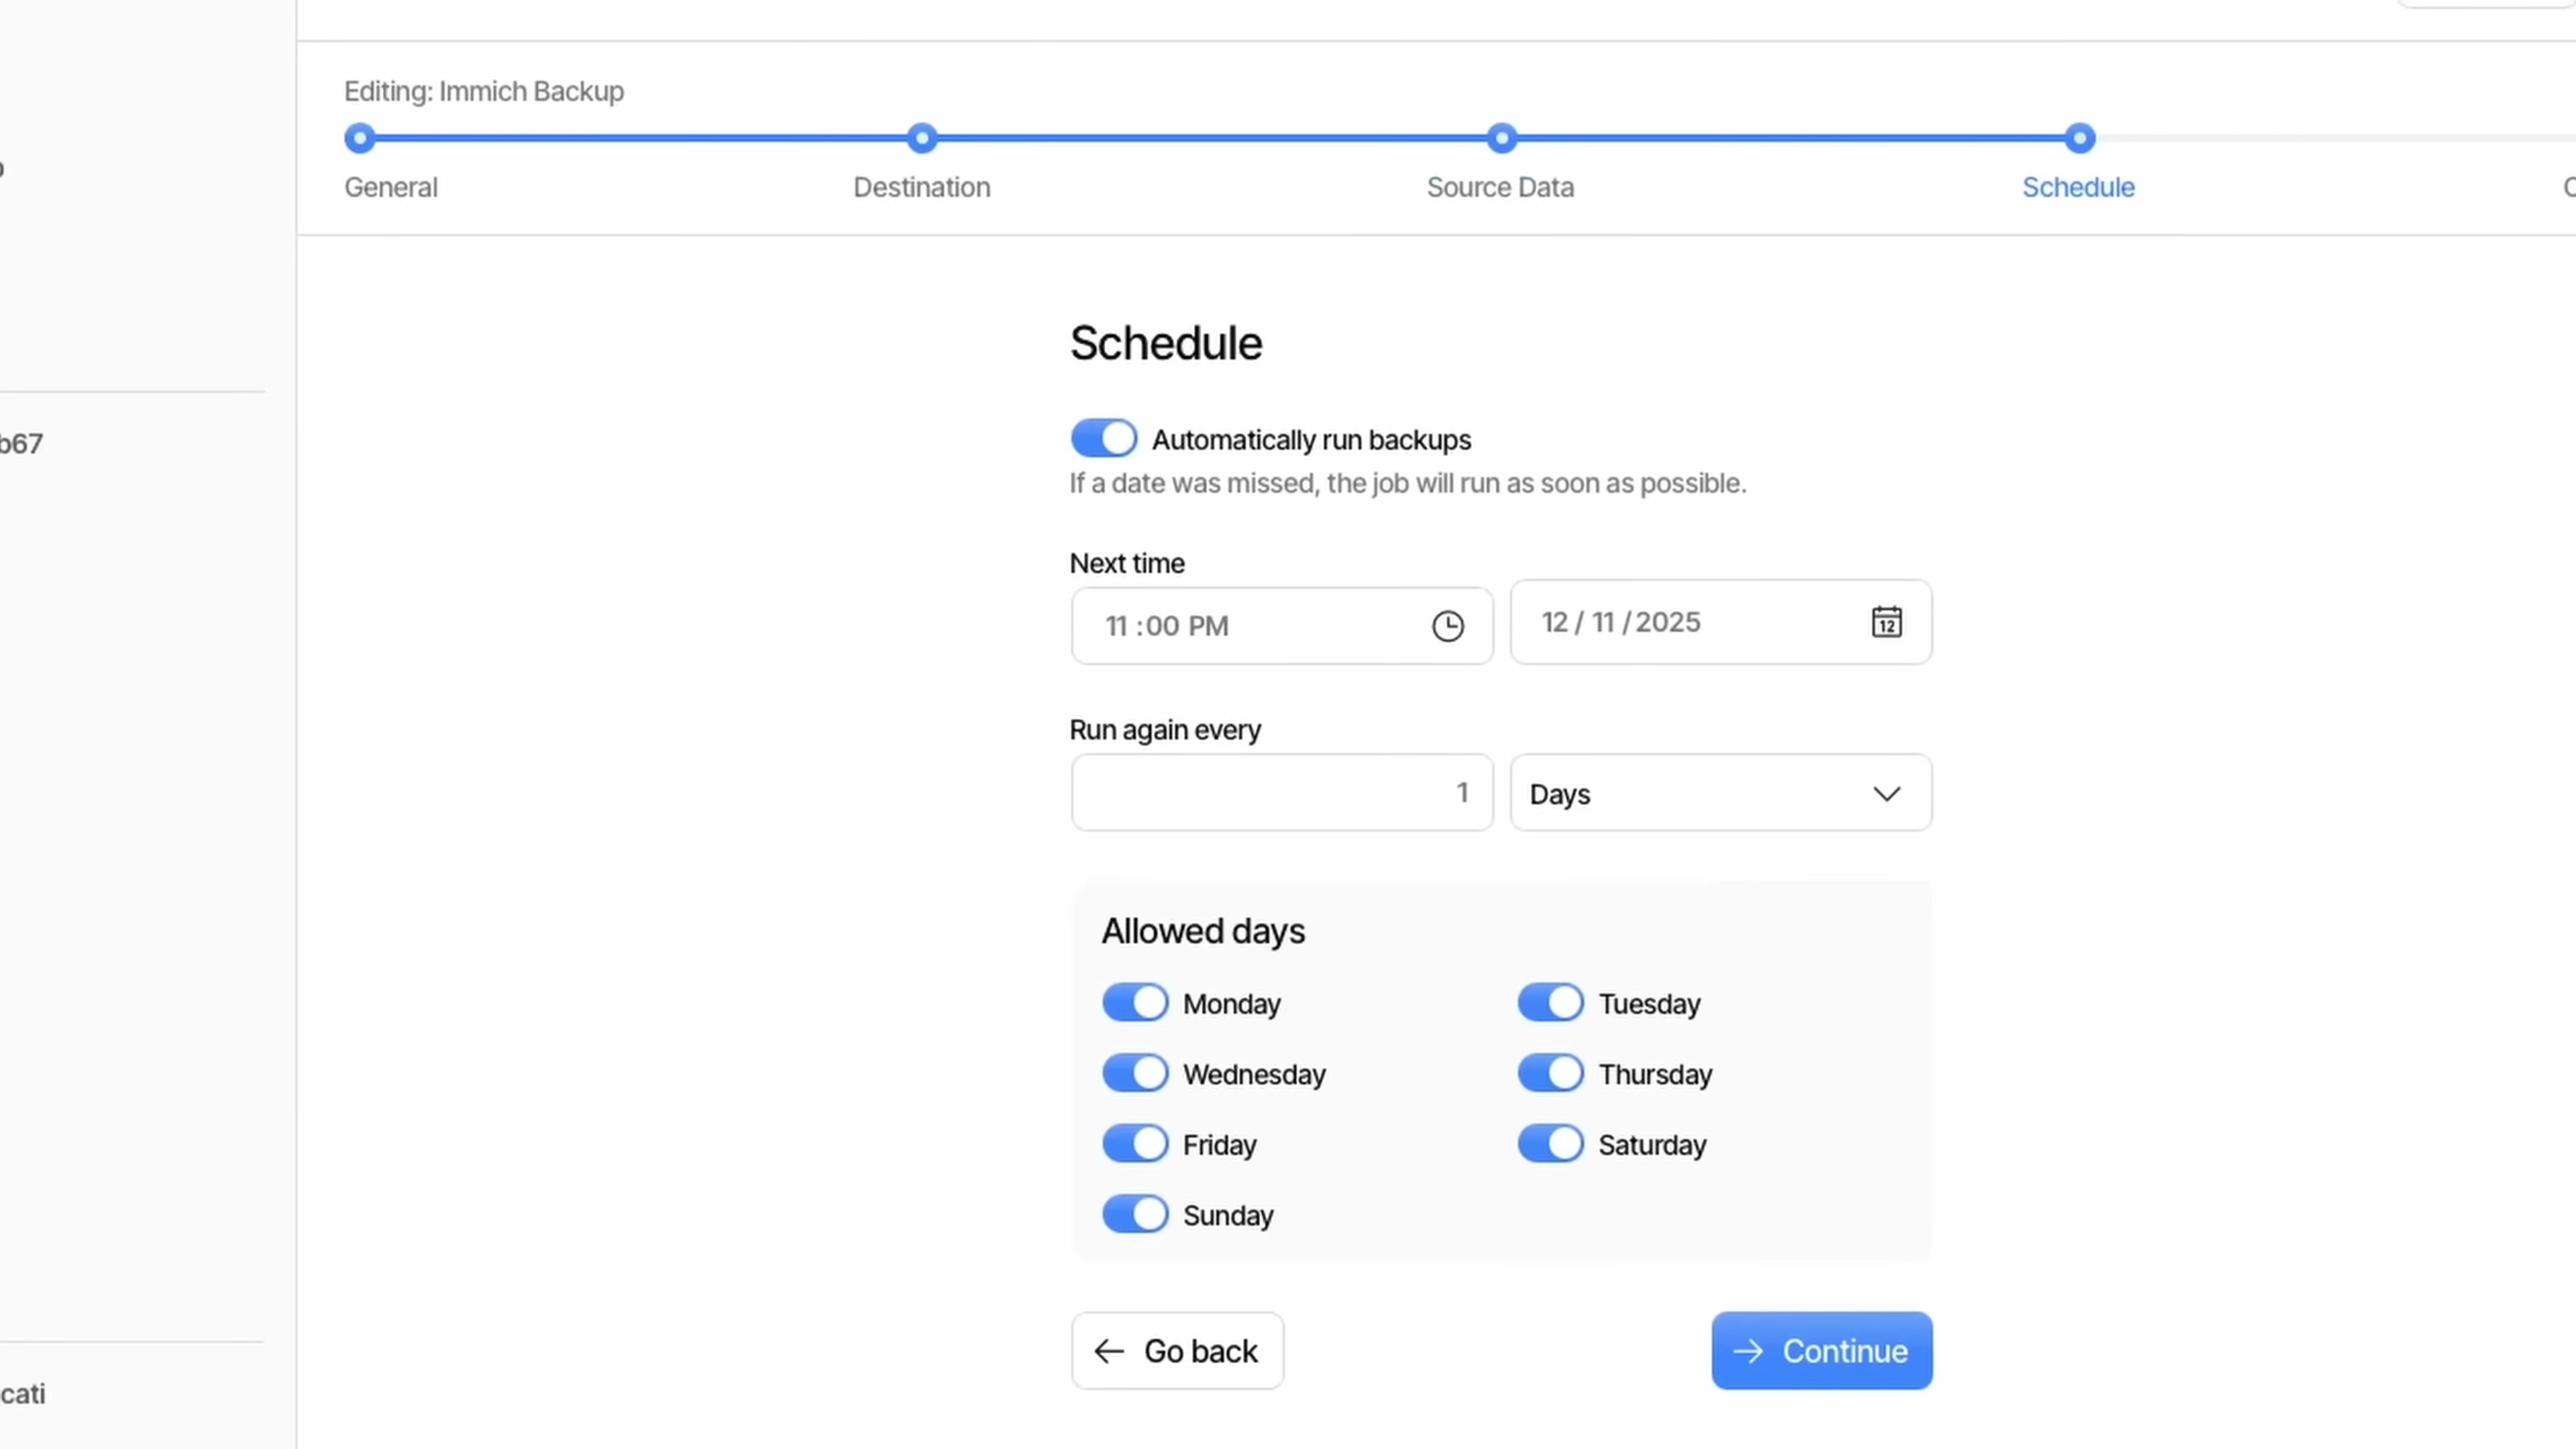 Editing: Immich Backup
General
Destination
Source Data
Schedule
b67
cati
Schedule
Automatically run backups
If a date was missed, the job will run as soon as possible.
Next time
11 :00 PM
12 / 11 / 2025
12
Run again every
1
Days
Allowed days
Monday
Tuesday
Wednesday
Thursday
Friday
Saturday
Sunday
Go back
Continue